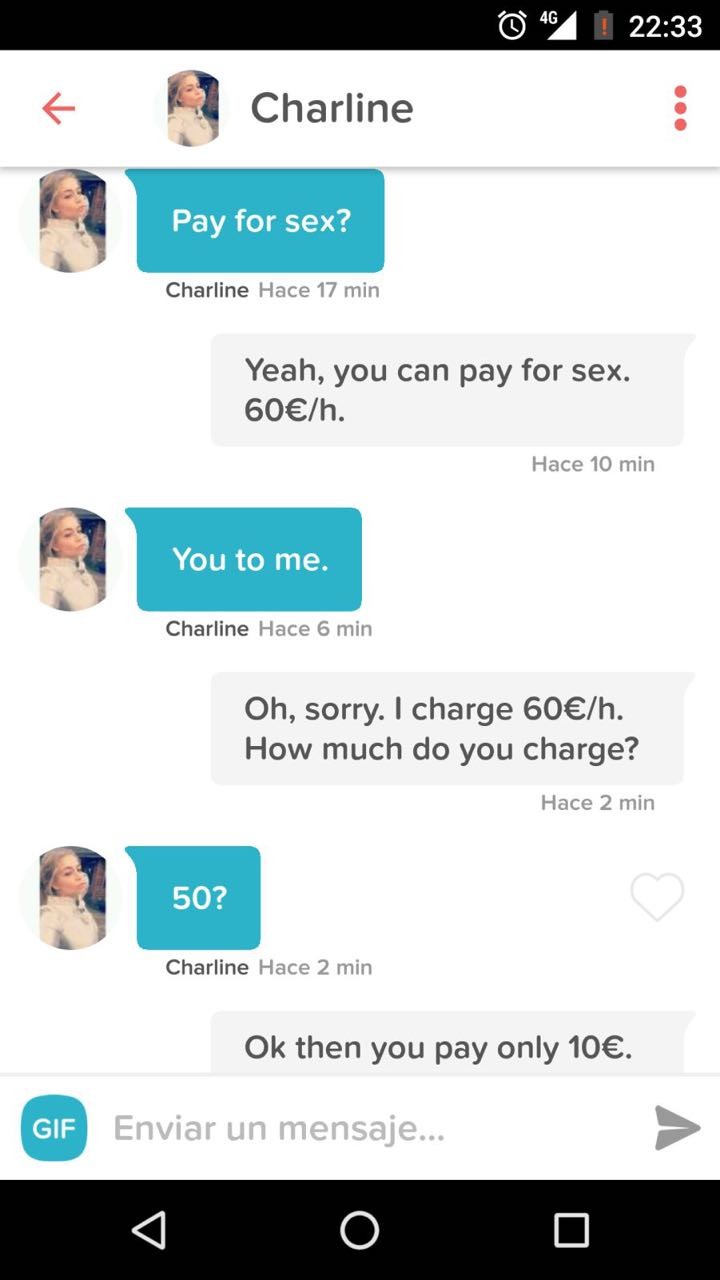 4G 22:33
Charline
Pay for sex?
Charline Hace 17 min
Yeah, you can pay for sex.
60€/h.
Hace 10 min
You to me.
Charline Hace 6 min
Oh, sorry. I charge 60€/h.
How much do you charge?
Hace 2 min
50?
Charline Hace 2 min
Ok then you pay only 10€.
GIF Enviar un mensaje...